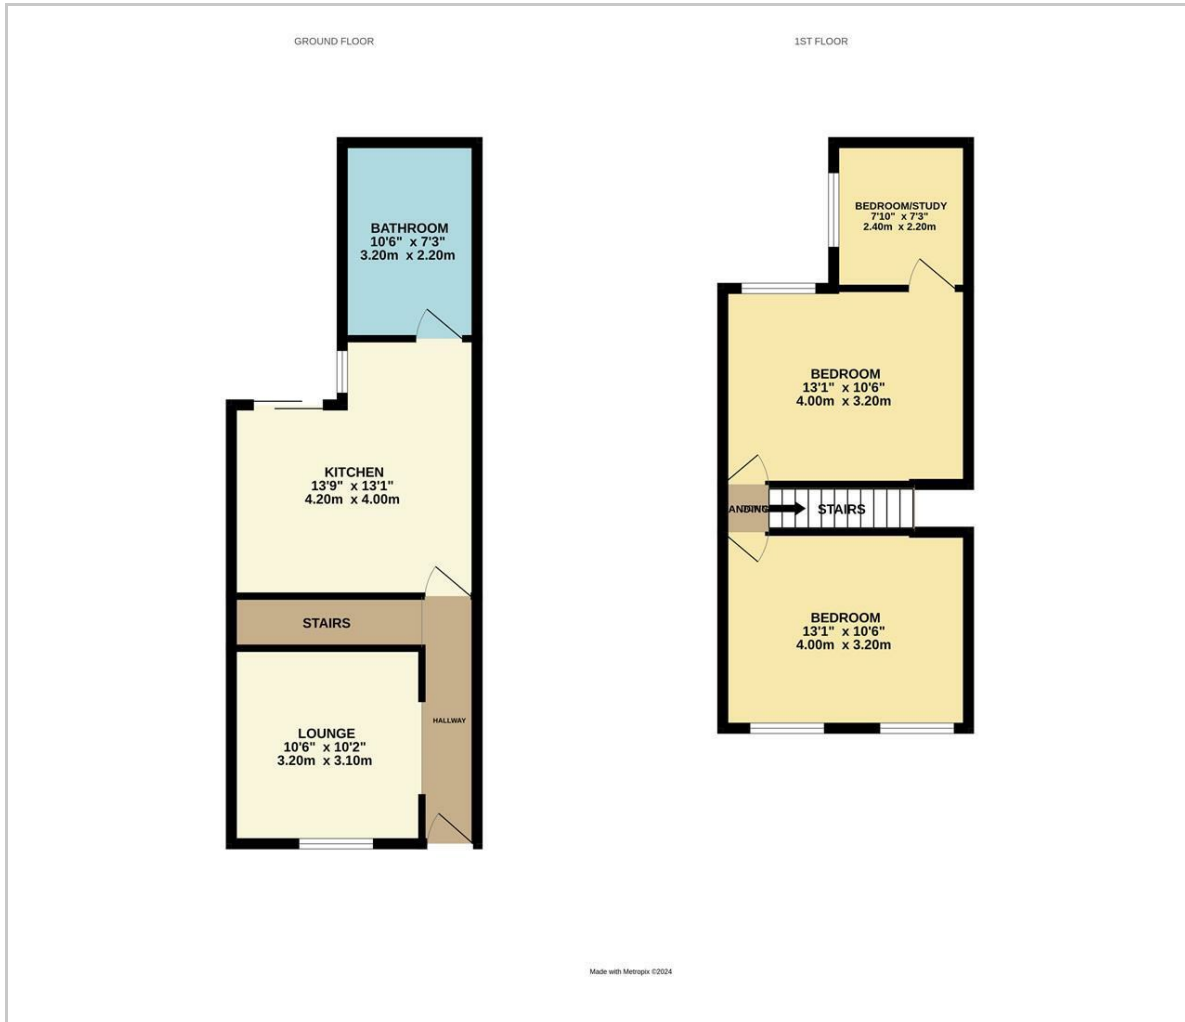 GROUND FLOOR
BATHROOM
10'6" x 7'3"
3.20m x 2.20m
KITCHEN
13'9" x 13'1"
4.20m x 4.00m
STAIRS
HALLWAY
LOUNGE
10'6" x 10'2"
3.20m x 3.10m
1ST FLOOR
BEDROOM/STUDY
7'10" x 7'3"
2.40m x 2.20m
BEDROOM
13'1" x 10'6"
4.00m x 3.20m
ANDING
STAIRS
BEDROOM
13'1" x 10'6"
4.00m x 3.20m
Made with Metropix ©2024